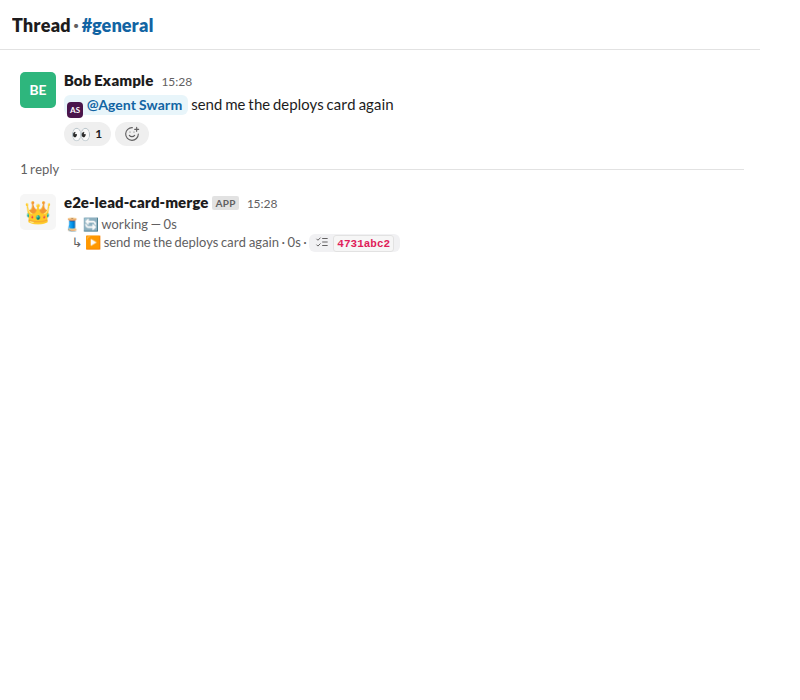 Thread • #general
BE
Bob Example 15:28
AS @Agent Swarm send me the deploys card again
👀 1
1 reply
e2e-lead-card-merge APP 15:28
🧵 🔄 working — 0s
↳ ▶️ send me the deploys card again · 0s · 4731abc2